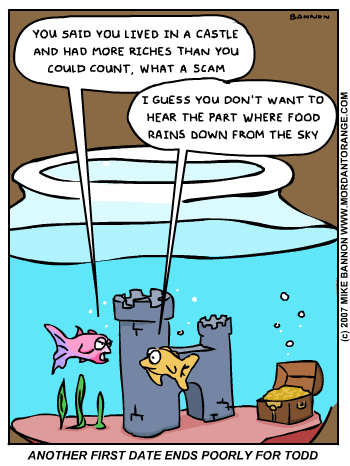 BANNON
YOU SAID YOU LIVED IN A CASTLE
AND HAD MORE RICHES THAN YOU
COULD COUNT, WHAT A SCAM
I GUESS YOU DON'T WANT TO
HEAR THE PART WHERE FOOD
RAINS DOWN FROM THE SKY
(c) 2007 MIKE BANNON WWW.MORDANTORANGE.COM
ANOTHER FIRST DATE ENDS POORLY FOR TODD